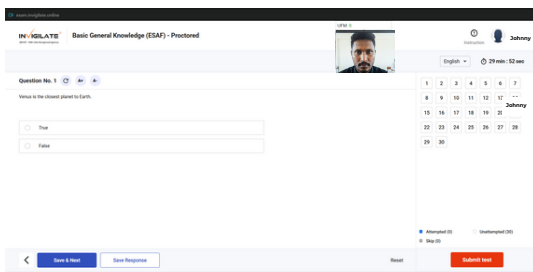 exam.invigilate.online
INVIGILATE
Basic General Knowledge (ESAF) - Proctored
UFM
Instruction
Johnny
English
29 min : 52 sec
Question No. 1
A+
A-
Venus is the closest planet to Earth.
True
False
1 2 3 4 5 6 7
8 9 10 11 12 13
Johnny
15 16 17 18 19 20
22 23 24 25 26 27 28
29 30
Attempted (0)
Unattempted (30)
Skip (0)
Save & Next
Save Response
Reset
Submit test